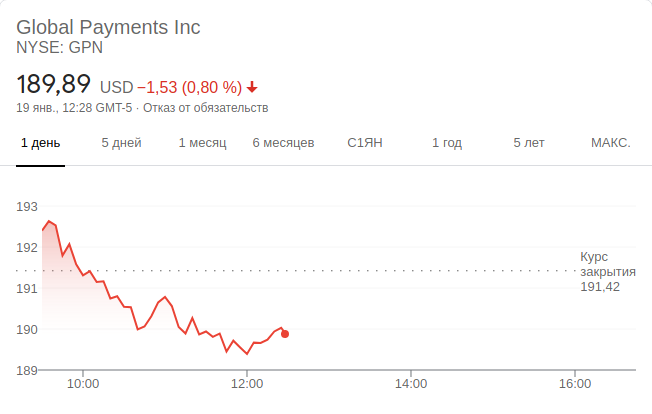 Global Payments Inc
NYSE: GPN
189,89 USD −1,53 (0,80 %)
19 янв., 12:28 GMT-5 · Отказ от обязательств
1 день 5 дней 1 месяц 6 месяцев С1ЯН 1 год 5 лет МАКС.
193
192
191
190
189
Курс
закрытия
191,42
10:00 12:00 14:00 16:00